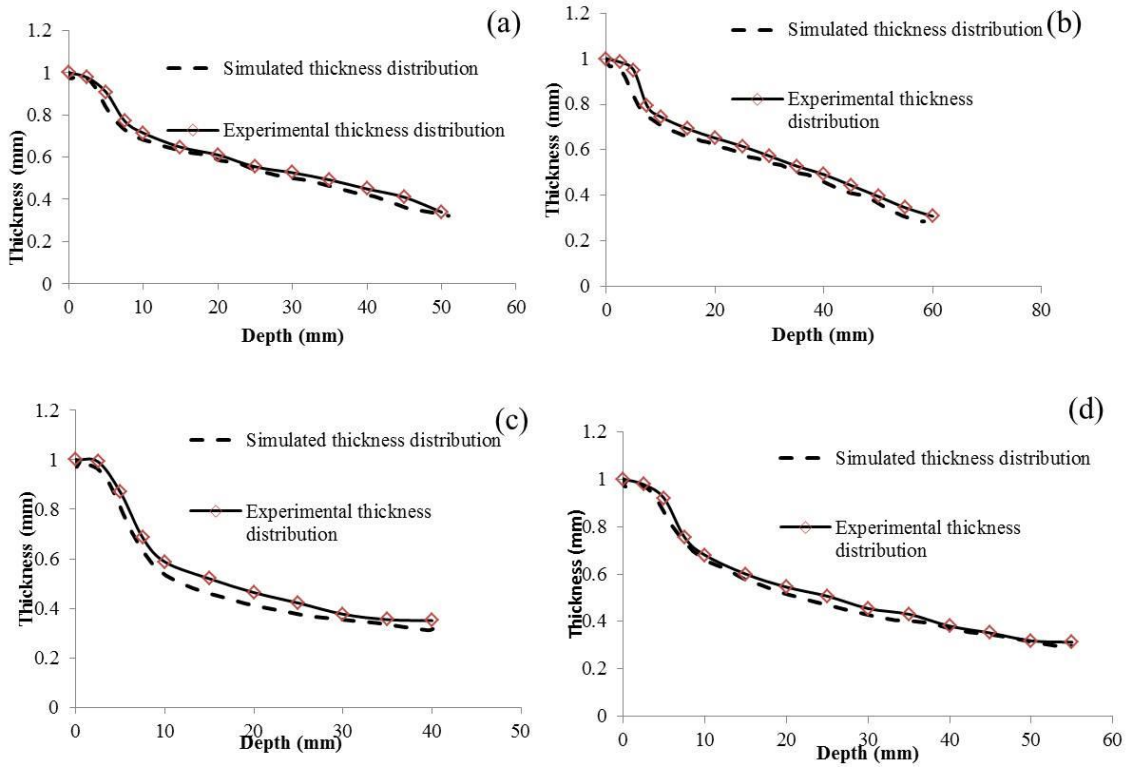 (a)
1.2
1
0.8
0.6
0.4
0.2
0
Thickness (mm)
Simulated thickness distribution
Experimental thickness distribution
0 10 20 30 40 50 60
Depth (mm)
(b)
1.2
1
0.8
0.6
0.4
0.2
0
Thickness (mm)
Simulated thickness distribution
Experimental thickness
distribution
0 20 40 60 80
Depth (mm)
(c)
1.2
1
0.8
0.6
0.4
0.2
0
Thickness (mm)
Simulated thickness distribution
Experimental thickness
distribution
0 10 20 30 40 50
Depth (mm)
(d)
1.2
1
0.8
0.6
0.4
0.2
0
Thickness (mm)
Simulated thickness distribution
Experimental thickness
distribution
0 10 20 30 40 50 60
Depth (mm)